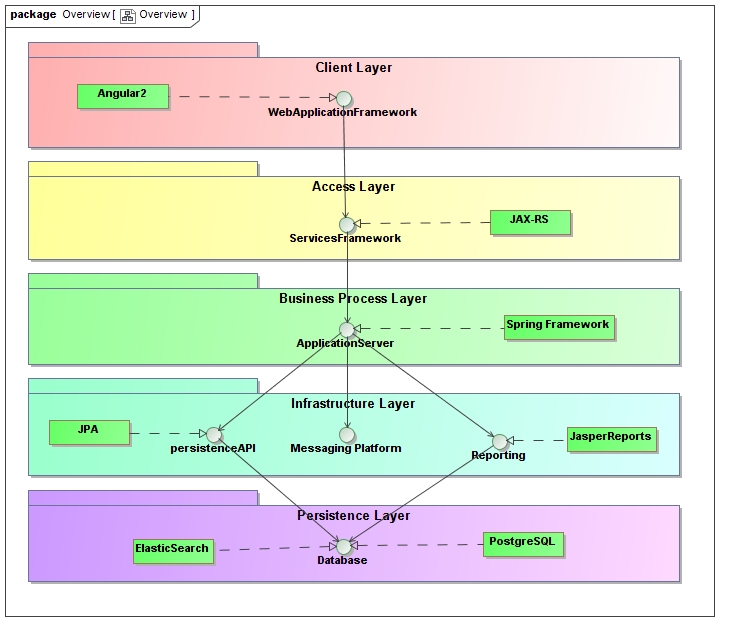 package Overview [ Overview ]
Client Layer
Angular2
WebApplicationFramework
Access Layer
JAX-RS
ServicesFramework
Business Process Layer
Spring Framework
ApplicationServer
Infrastructure Layer
JPA
JasperReports
persistenceAPI
Messaging Platform
Reporting
Persistence Layer
ElasticSearch
PostgreSQL
Database